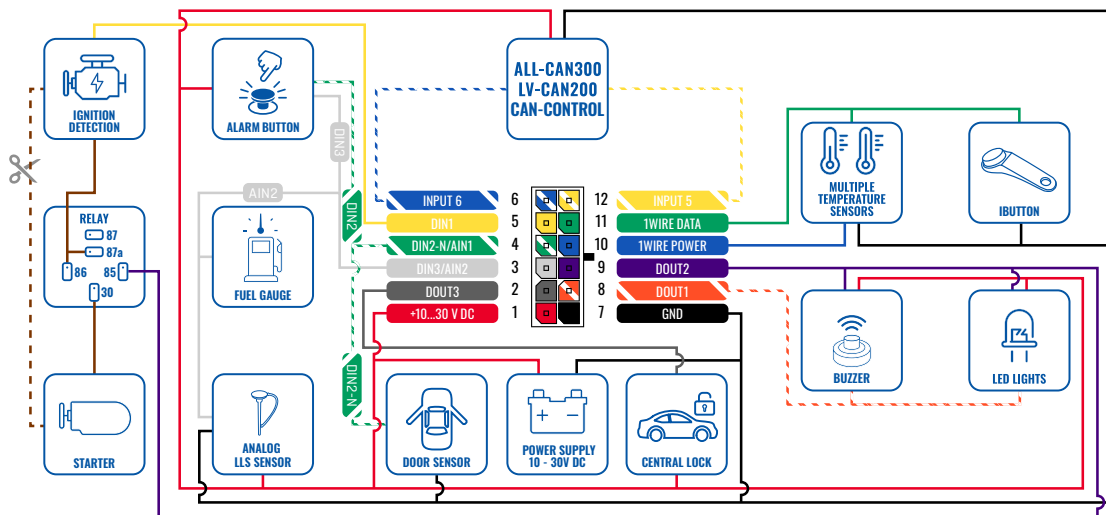 ALL-CAN300
LV-CAN200
CAN-CONTROL
IGNITION
DETECTION
ALARM BUTTON
DIN3
AIN2
DIN2
MULTIPLE
TEMPERATURE
SENSORS
IBUTTON
INPUT 6
6
12
INPUT 5
DIN1
5
11
1WIRE DATA
DIN2-N/AIN1
4
10
1WIRE POWER
DIN3/AIN2
3
9
DOUT2
DOUT3
2
8
DOUT1
+10...30 V DC
1
7
GND
RELAY
87
87a
86
85
30
FUEL GAUGE
DIN2-N
BUZZER
LED LIGHTS
STARTER
ANALOG
LLS SENSOR
DOOR SENSOR
POWER SUPPLY
10 - 30V DC
CENTRAL LOCK